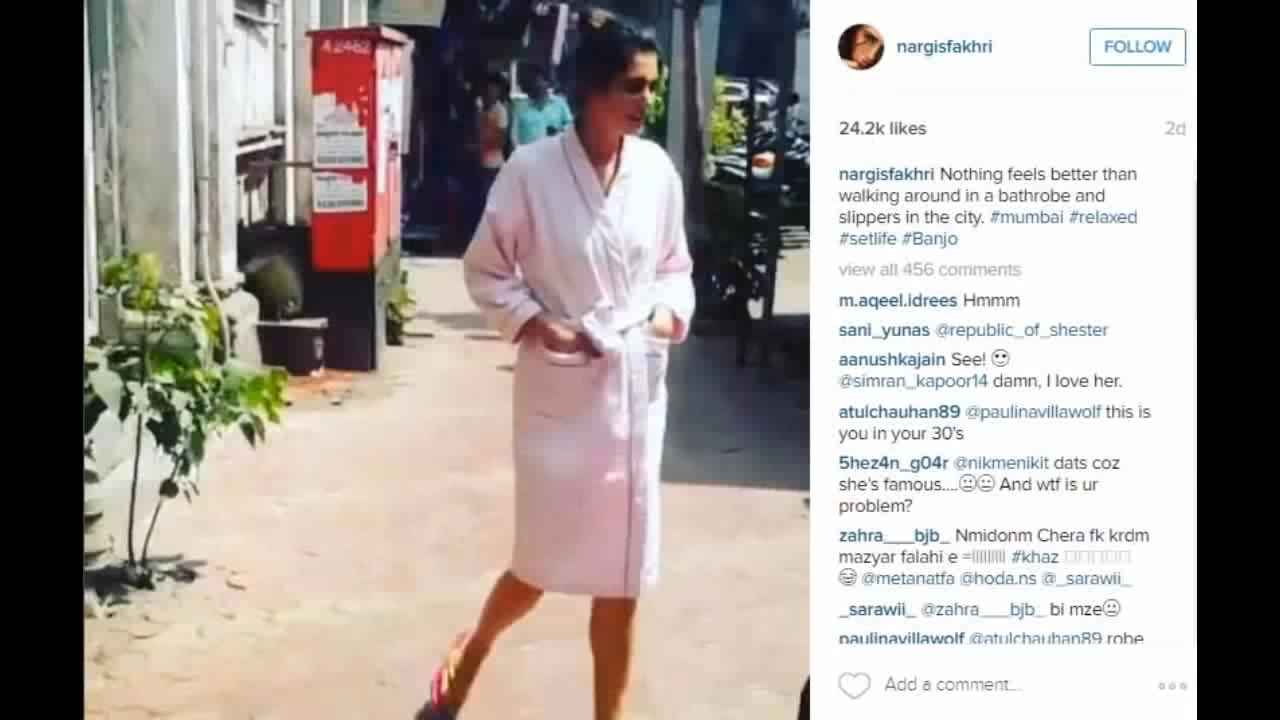 A 2462
nargisfakhri
FOLLOW
24.2k likes
2d
nargisfakhri Nothing feels better than
walking around in a bathrobe and
slippers in the city. #mumbai #relaxed
#setlife #Banjo
view all 456 comments
m.aqeel.idrees Hmmm
sani_yunas @republic_of_shester
aanushkajain See! 🙂
@simran_kapoor14 damn, I love her.
atulchauhan89 @paulinavillawolf this is
you in your 30's
5hez4n_g04r @nikmenikit dats coz
she's famous....😐😐 And wtf is ur
problem?
zahra___bjb_ Nmidonm Chera fk krdm
mazyar falahi e =||||||||| #khaz
😂 @metanatfa @hoda.ns @_sarawii_
_sarawii_ @zahra___bjb_ bi mze😐
paulinavillawolf @atulchauhan89 robe
Add a comment...